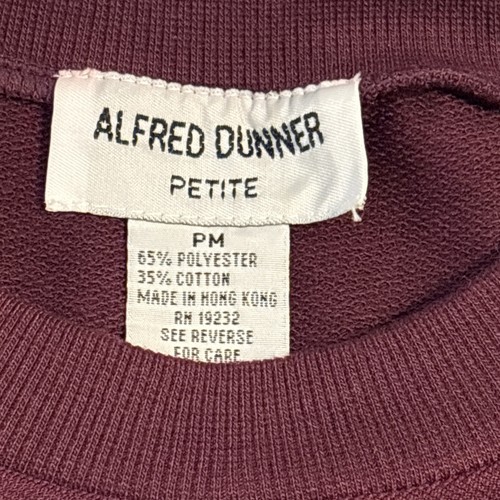 ALFRED DUNNER
PETITE
PM
65% POLYESTER
35% COTTON
MADE IN HONG KONG
RN 19232
SEE REVERSE
FOR CARE